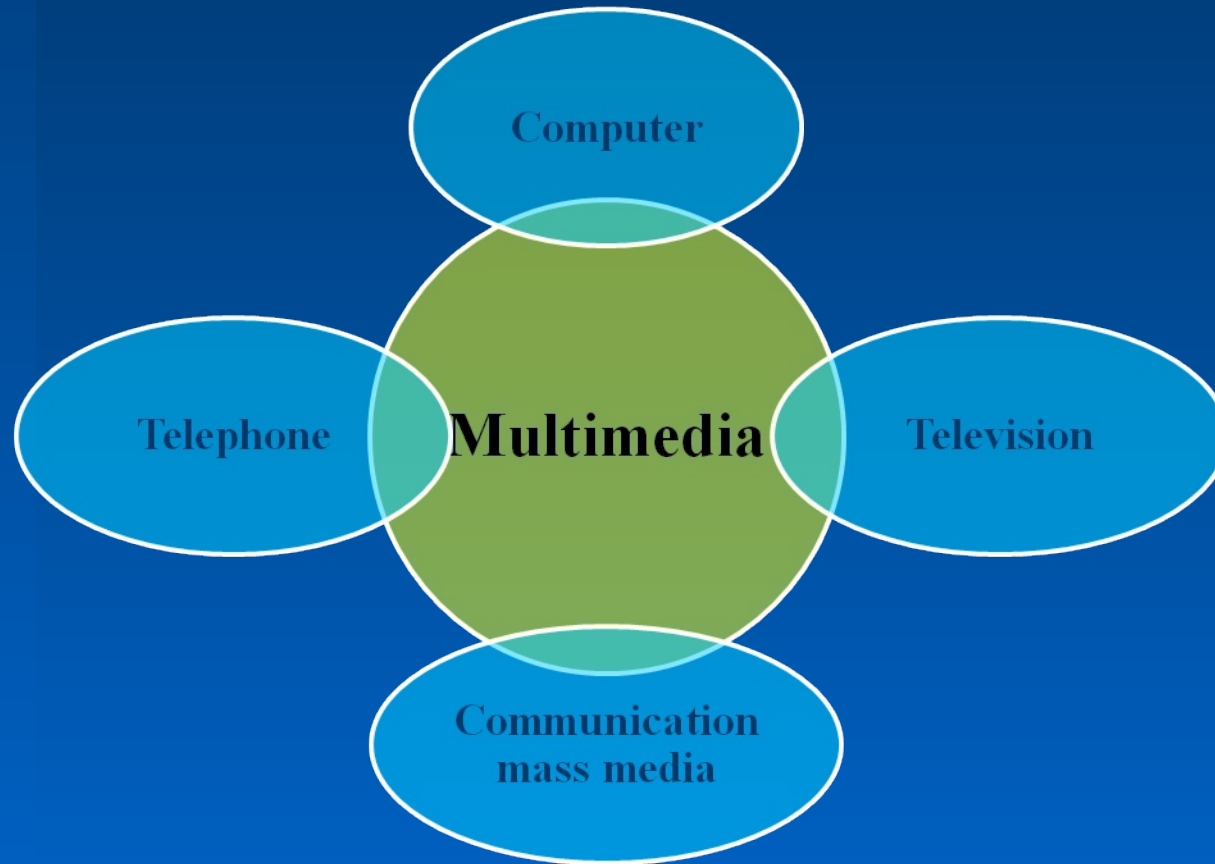 Computer
Telephone
Multimedia
Television
Communication
mass media